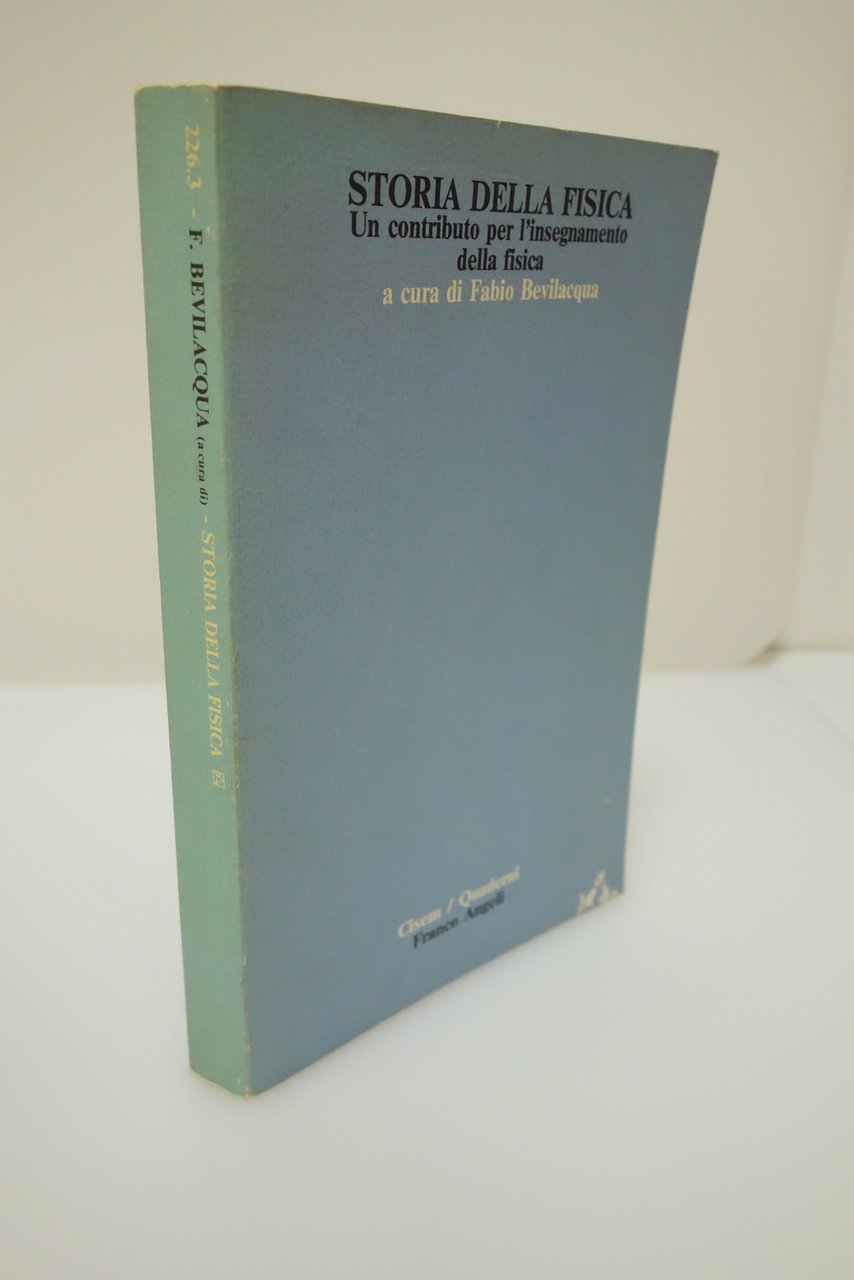 226.3 - F. BEVILACQUA (a cura di) - STORIA DELLA FISICA
STORIA DELLA FISICA
Un contributo per l'insegnamento
della fisica
a cura di Fabio Bevilacqua
Cisem / Quaderni
Franco Angeli